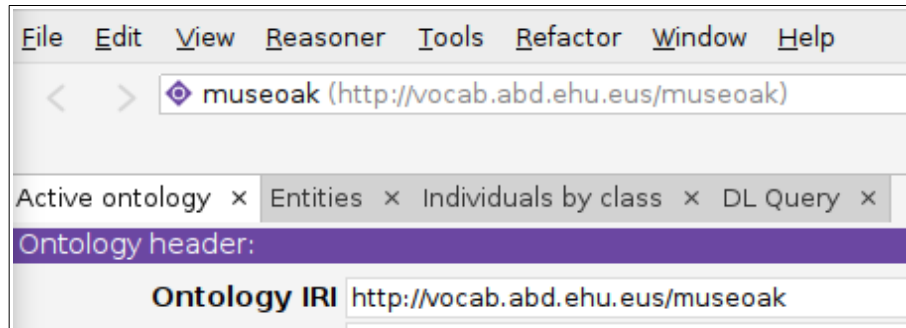 File Edit View Reasoner Tools Refactor Window Help
< > museoak (http://vocab.abd.ehu.eus/museoak)
Active ontology × Entities × Individuals by class × DL Query ×
Ontology header:
Ontology IRI http://vocab.abd.ehu.eus/museoak